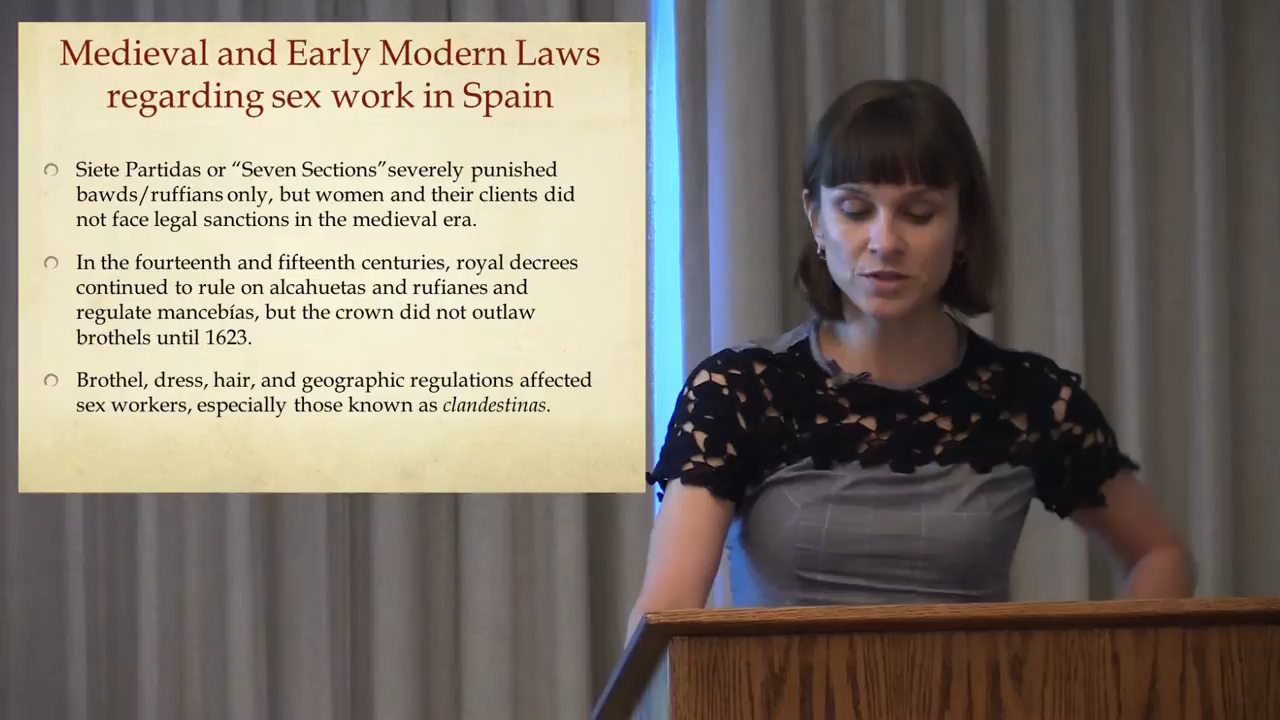 Medieval and Early Modern Laws
regarding sex work in Spain
Siete Partidas or “Seven Sections”severely punished
bawds/ruffians only, but women and their clients did
not face legal sanctions in the medieval era.
In the fourteenth and fifteenth centuries, royal decrees
continued to rule on alcahuetas and rufianes and
regulate mancebías, but the crown did not outlaw
brothels until 1623.
Brothel, dress, hair, and geographic regulations affected
sex workers, especially those known as clandestinas.